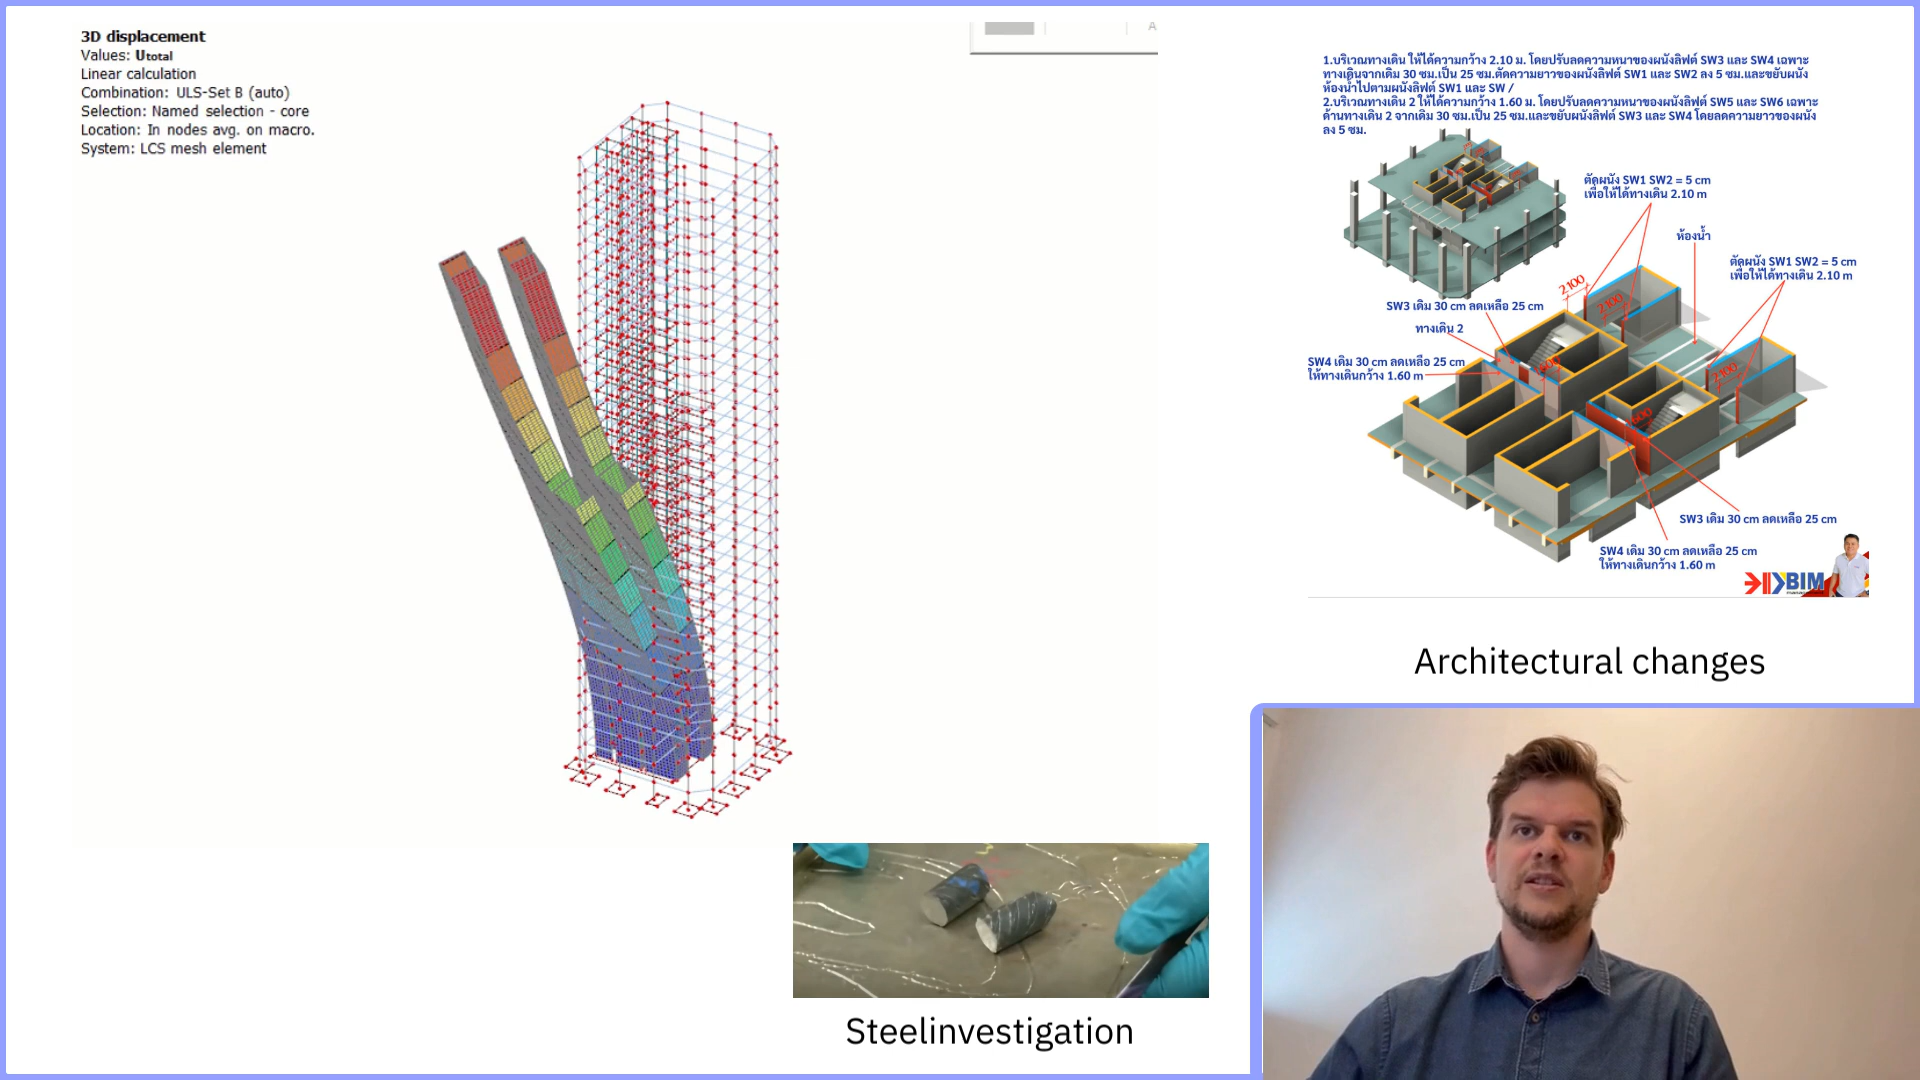 3D displacement
Values: Utotal
Linear calculation
Combination: ULS-Set B (auto)
Selection: Named selection - core
Location: In nodes avg. on macro.
System: LCS mesh element
A
1.บริเวณทางเดิน ให้ได้ความกว้าง 2.10 ม. โดยปรับลดความหนาของผนังลิฟต์ SW3 และ SW4 เฉพาะ
ทางเดินจากเดิม 30 ซม.เป็น 25 ซม.ตัดความยาวของผนังลิฟต์ SW1 และ SW2 ลง 5 ซม.และขยับผนัง
ห้องน้ำไปตามผนังลิฟต์ SW1 และ SW /
2.บริเวณทางเดิน 2 ให้ได้ความกว้าง 1.60 ม. โดยปรับลดความหนาของผนังลิฟต์ SW5 และ SW6 เฉพาะ
ด้านทางเดิน 2 จากเดิม 30 ซม.เป็น 25 ซม.และขยับผนังลิฟต์ SW3 และ SW4 โดยลดความยาวของผนัง
ลง 5 ซม.
ตัดผนัง SW1 SW2 = 5 cm
เพื่อให้ได้ทางเดิน 2.10 m
ห้องน้ำ
ตัดผนัง SW1 SW2 = 5 cm
เพื่อให้ได้ทางเดิน 2.10 m
2100
2100
SW3 เดิม 30 cm ลดเหลือ 25 cm
ทางเดิน 2
SW4 เดิม 30 cm ลดเหลือ 25 cm
ให้ทางเดินกว้าง 1.60 m
2100
SW3 เดิม 30 cm ลดเหลือ 25 cm
SW4 เดิม 30 cm ลดเหลือ 25 cm
ให้ทางเดินกว้าง 1.60 m
BIM
Architectural changes
Steelinvestigation